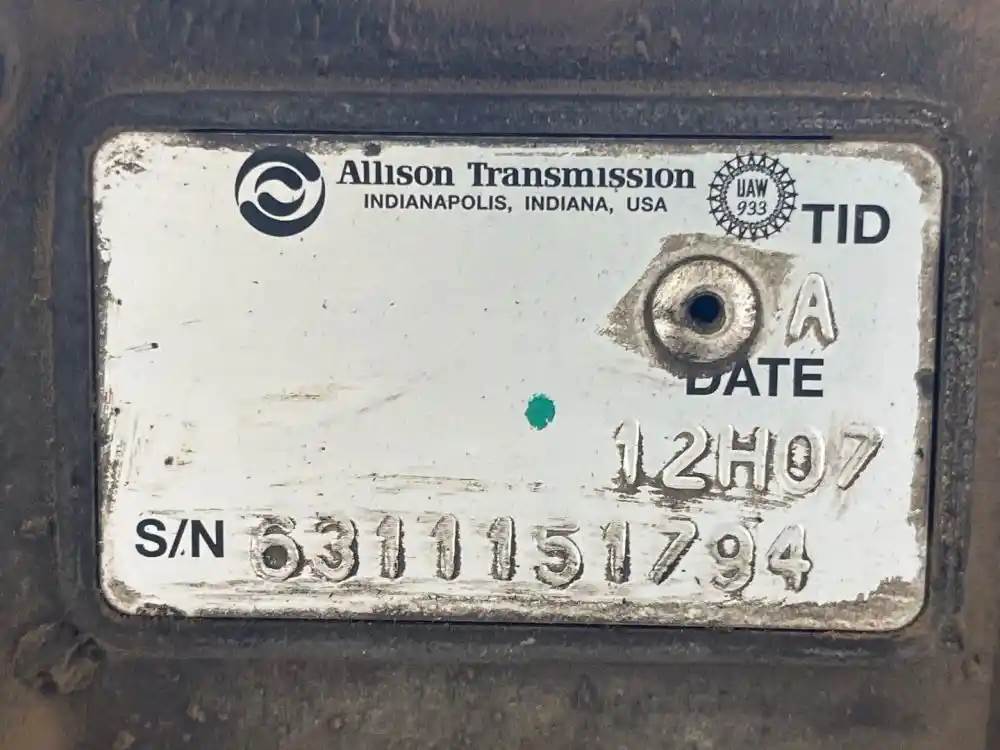 Allison Transmission
INDIANAPOLIS, INDIANA, USA
UAW
933
TID
A
DATE
12H07
S/N 6311151794